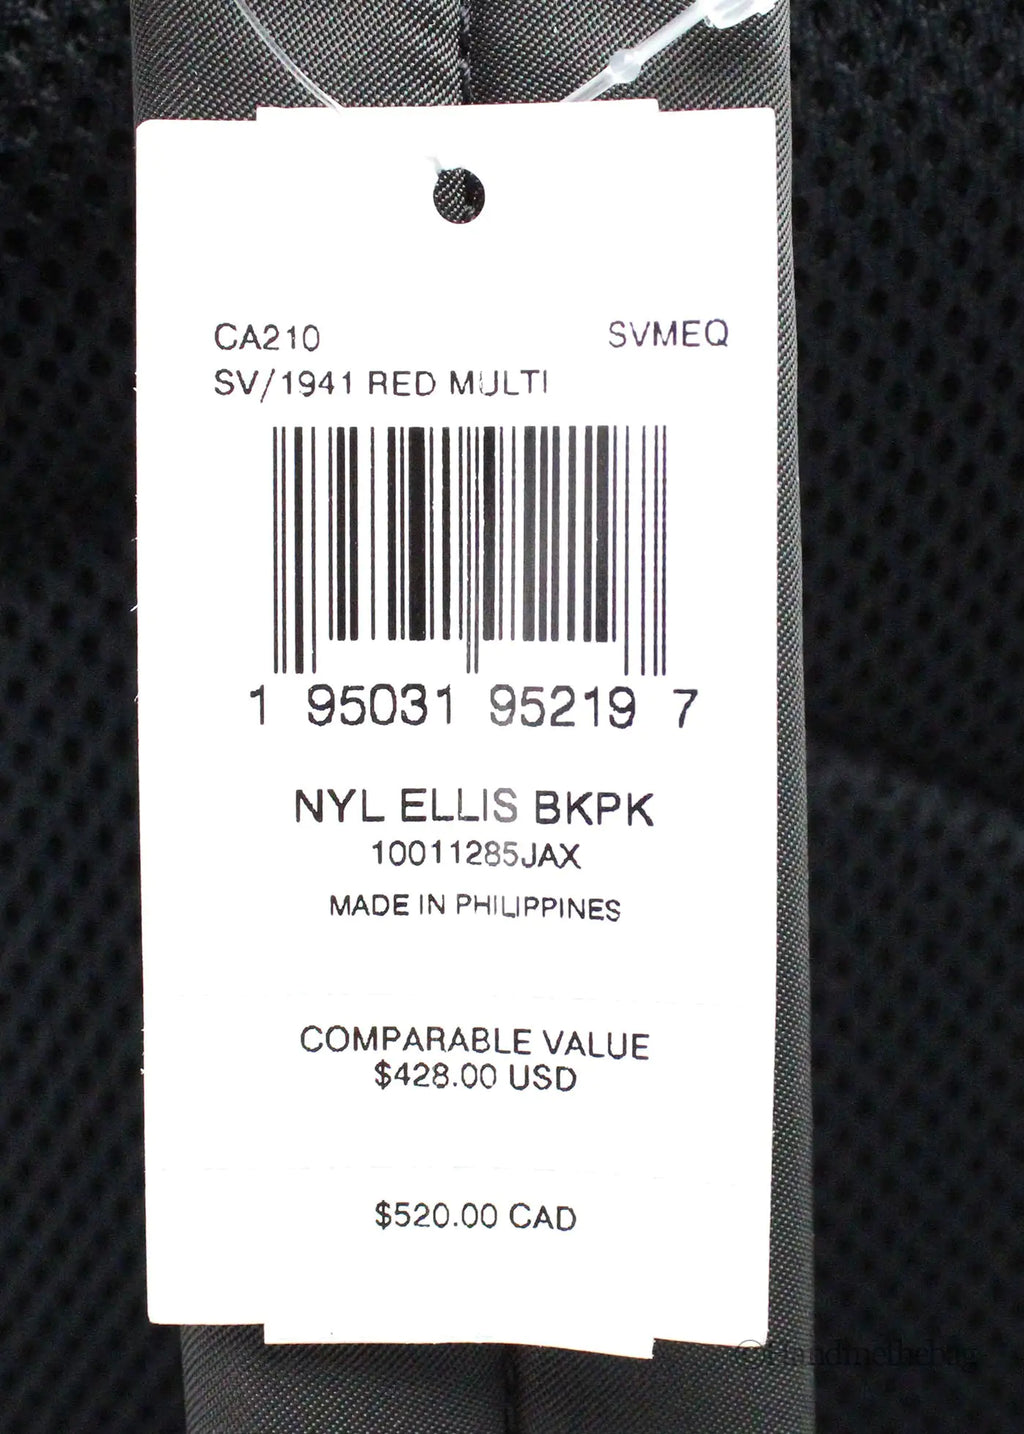 CA210 SVMEQ
SV/1941 RED MULTI
1 95031 95219 7
NYL ELLIS BKPK
10011285JAX
MADE IN PHILIPPINES
COMPARABLE VALUE
$428.00 USD
$520.00 CAD
©Handinethebag